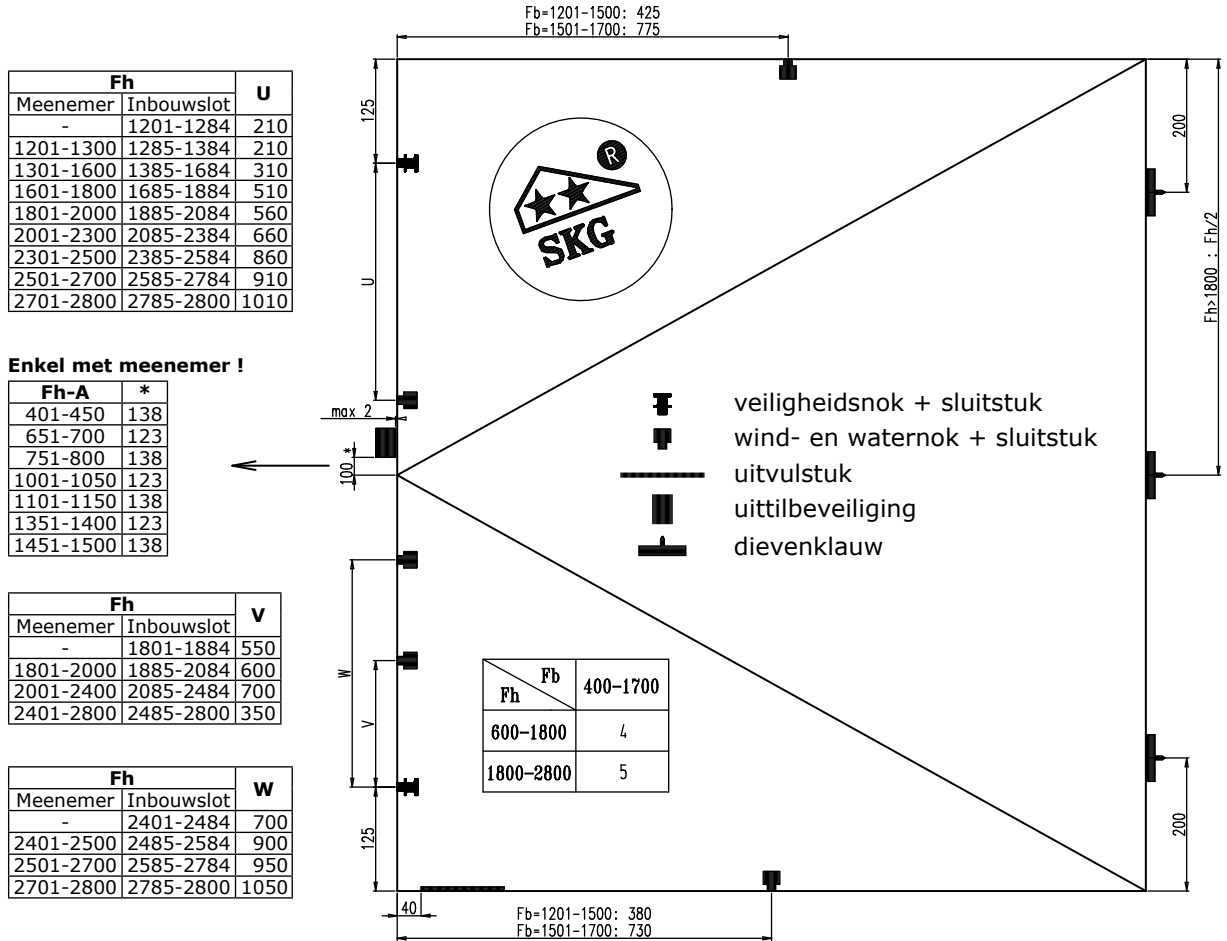 Fb=1201-1500: 425
Fb=1501-1700: 775
Fh U
Meenemer Inbouwslot
- 1201-1284 210
1201-1300 1285-1384 210
1301-1600 1385-1684 310
1601-1800 1685-1884 510
1801-2000 1885-2084 560
2001-2300 2085-2384 660
2301-2500 2385-2584 860
2501-2700 2585-2784 910
2701-2800 2785-2800 1010
Enkel met meenemer !
Fh-A *
401-450 138
651-700 123
751-800 138
1001-1050 123
1101-1150 138
1351-1400 123
1451-1500 138
Fh V
Meenemer Inbouwslot
- 1801-1884 550
1801-2000 1885-2084 600
2001-2400 2085-2484 700
2401-2800 2485-2800 350
Fh W
Meenemer Inbouwslot
- 2401-2484 700
2401-2500 2485-2584 900
2501-2700 2585-2784 950
2701-2800 2785-2800 1050
125
U
max 2
100 *
W
V
125
40
R
SKG
veiligheidsnok + sluitstuk
wind- en waternok + sluitstuk
uitvulstuk
uittilbeveiliging
dievenklauw
Fb
Fh
400-1700
600-1800 4
1800-2800 5
200
Fh>1800 : Fh/2
200
Fb=1201-1500: 380
Fb=1501-1700: 730